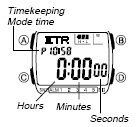 Timekeeping
Mode time
A
B
ETR
P 10:58
0:00 00
C
D
Hours
Minutes
Seconds